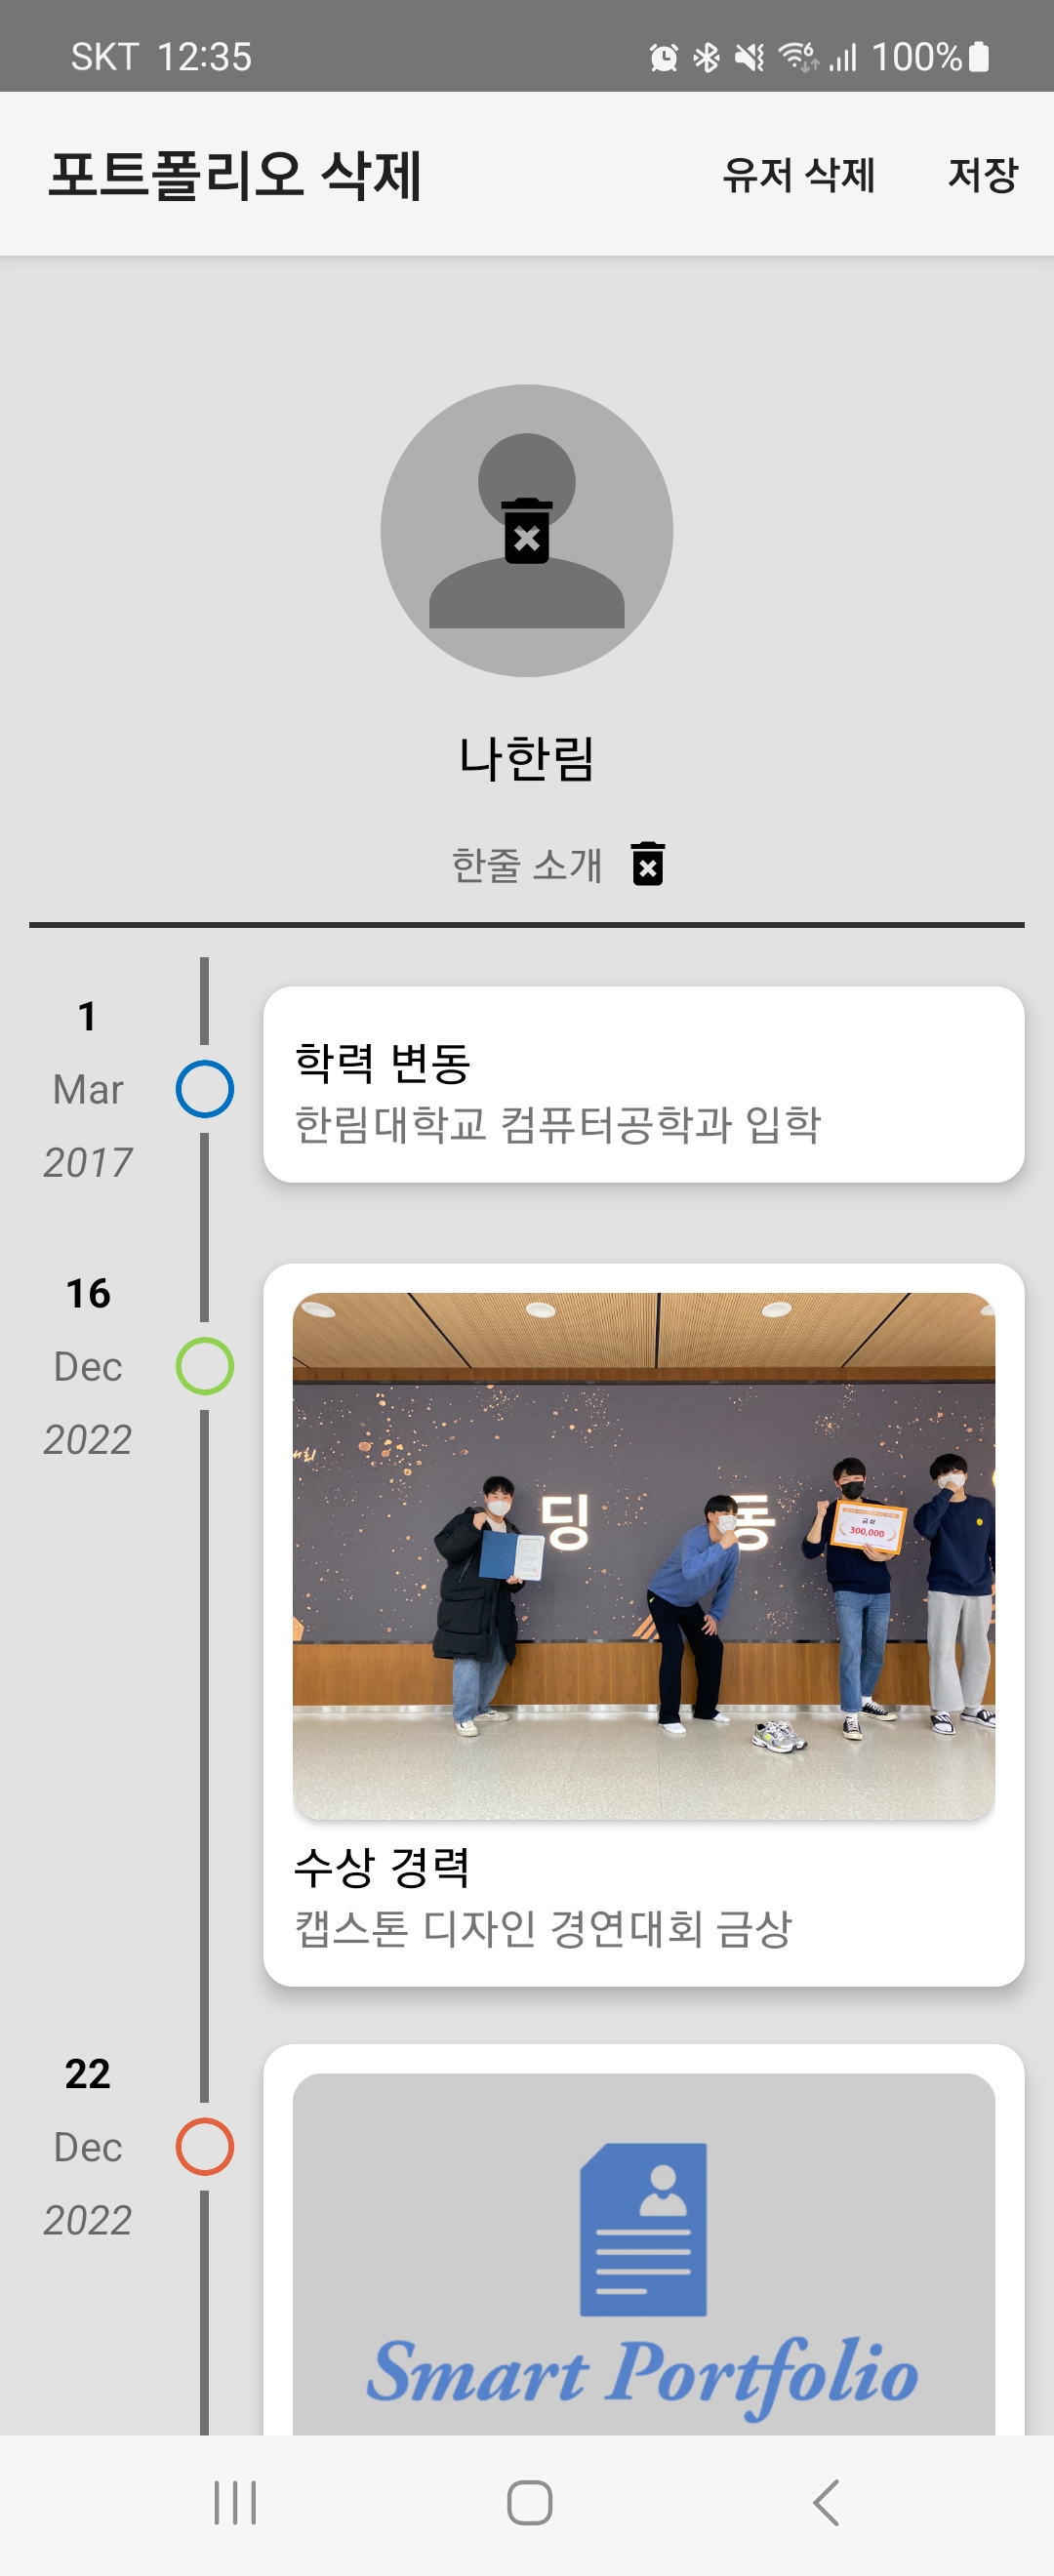 SKT 12:35 100%
포트폴리오 삭제 유저 삭제 저장
나한림
한줄 소개
1
Mar
2017
학력 변동
한림대학교 컴퓨터공학과 입학
16
Dec
2022
딩 동
금상
300,000
수상 경력
캡스톤 디자인 경연대회 금상
22
Dec
2022
Smart Portfolio